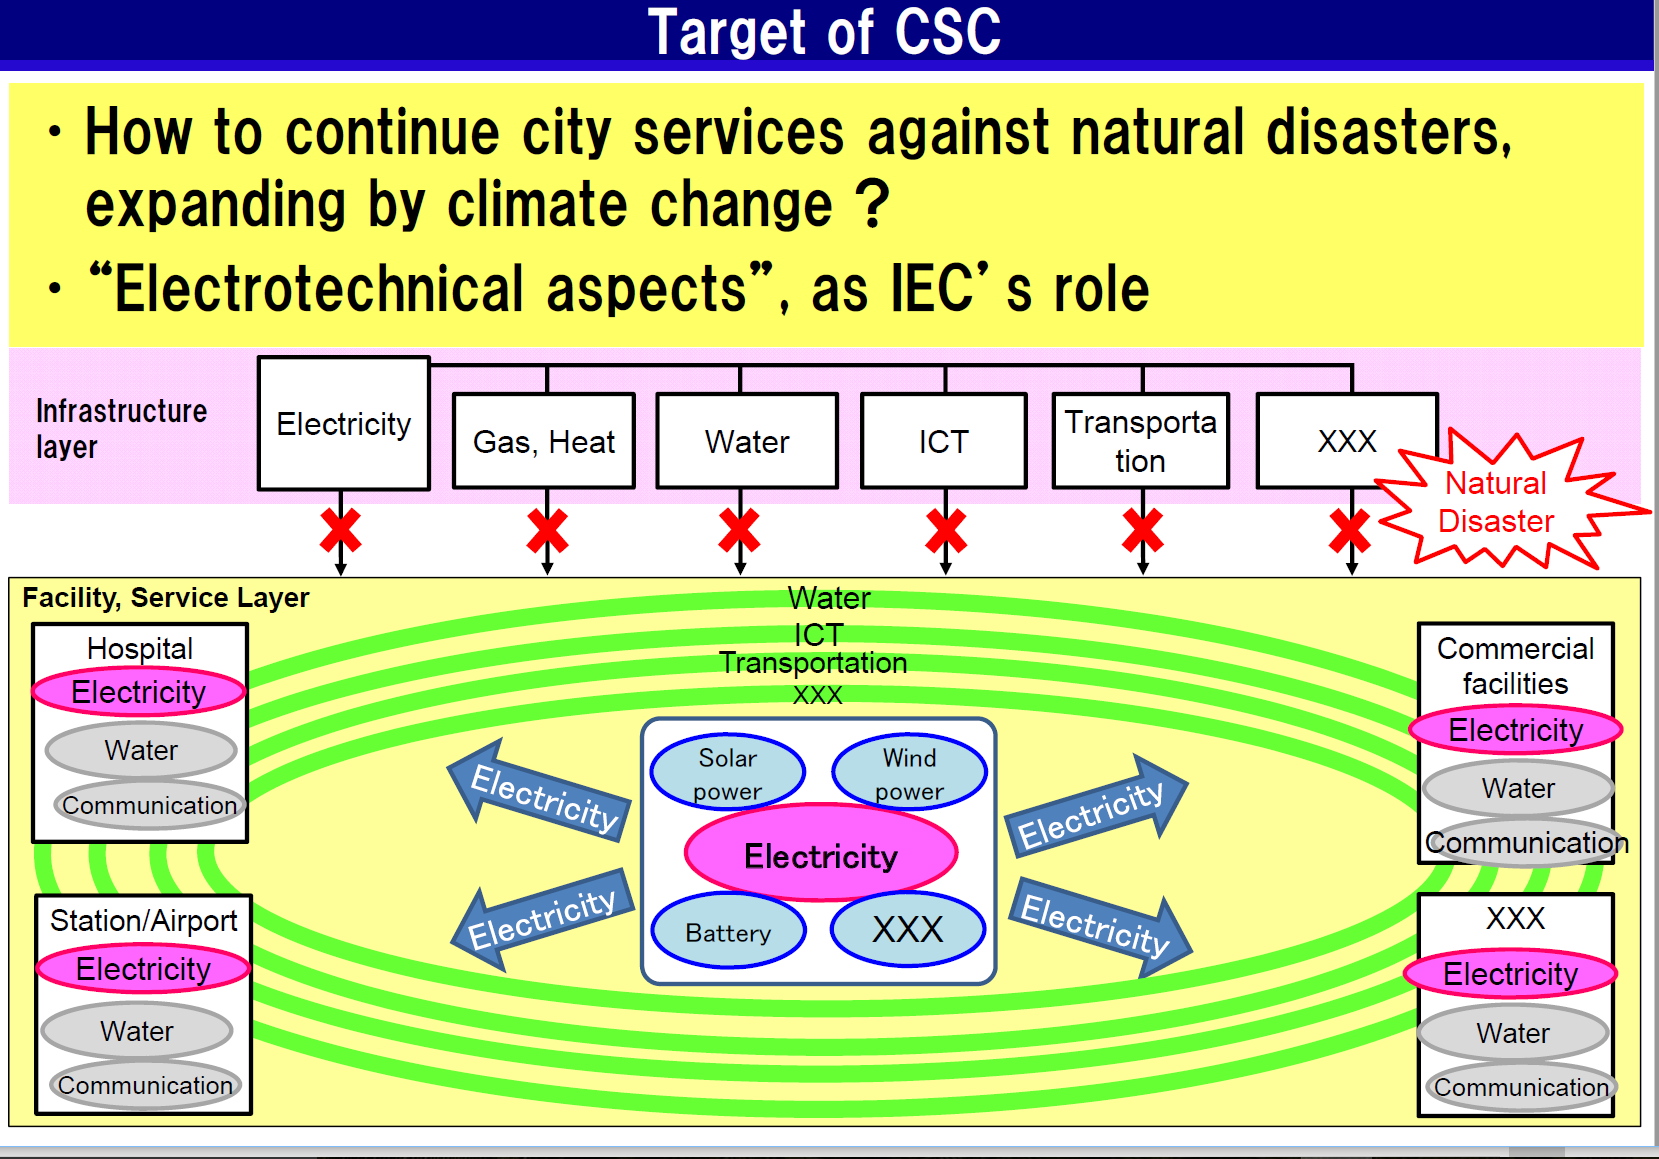 Target of CSC
・How to continue city services against natural disasters,
expanding by climate change ?
・“Electrotechnical aspects”, as IEC’s role
Infrastructure
layer
Electricity
Gas, Heat
Water
ICT
Transporta
tion
XXX
Natural
Disaster
Facility, Service Layer
Water
ICT
Transportation
XXX
Hospital
Electricity
Water
Communication
Commercial
facilities
Electricity
Water
Communication
Electricity
Electricity
Solar
power
Wind
power
Electricity
Battery
XXX
Electricity
Electricity
Station/Airport
Electricity
Water
Communication
XXX
Electricity
Water
Communication